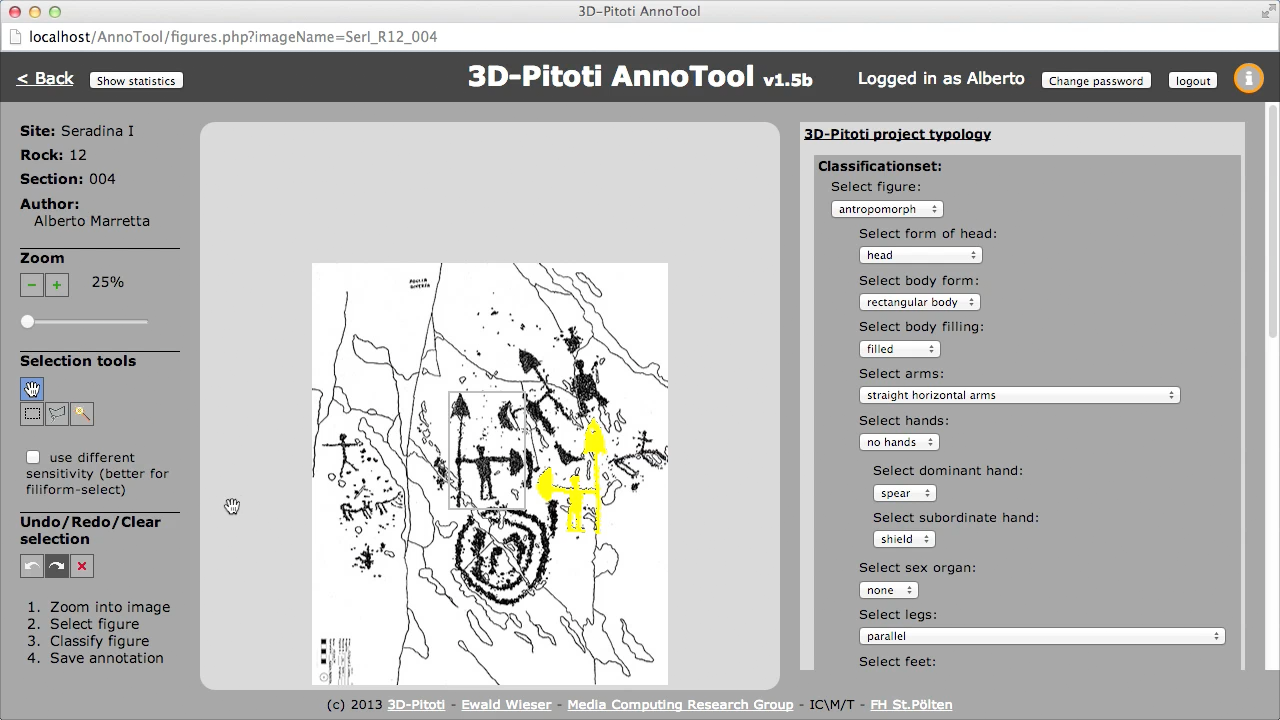 3D-Pitoti AnnoTool
localhost/AnnoTool/figures.php?imageName=Serl_R12_004
< Back
Show statistics
3D-Pitoti AnnoTool v1.5b
Logged in as Alberto
Change password
logout
i
Site: Seradina I
Rock: 12
Section: 004
Author:
Alberto Marretta
Zoom
− + 25%
Selection tools
use different
sensitivity (better for
filiform-select)
Undo/Redo/Clear
selection
1. Zoom into image
2. Select figure
3. Classify figure
4. Save annotation
3D-Pitoti project typology
Classificationset:
Select figure:
antropomorph
Select form of head:
head
Select body form:
rectangular body
Select body filling:
filled
Select arms:
straight horizontal arms
Select hands:
no hands
Select dominant hand:
spear
Select subordinate hand:
shield
Select sex organ:
none
Select legs:
parallel
Select feet:
(c) 2013 3D-Pitoti - Ewald Wieser - Media Computing Research Group - IC\M/T - FH St.Pölten